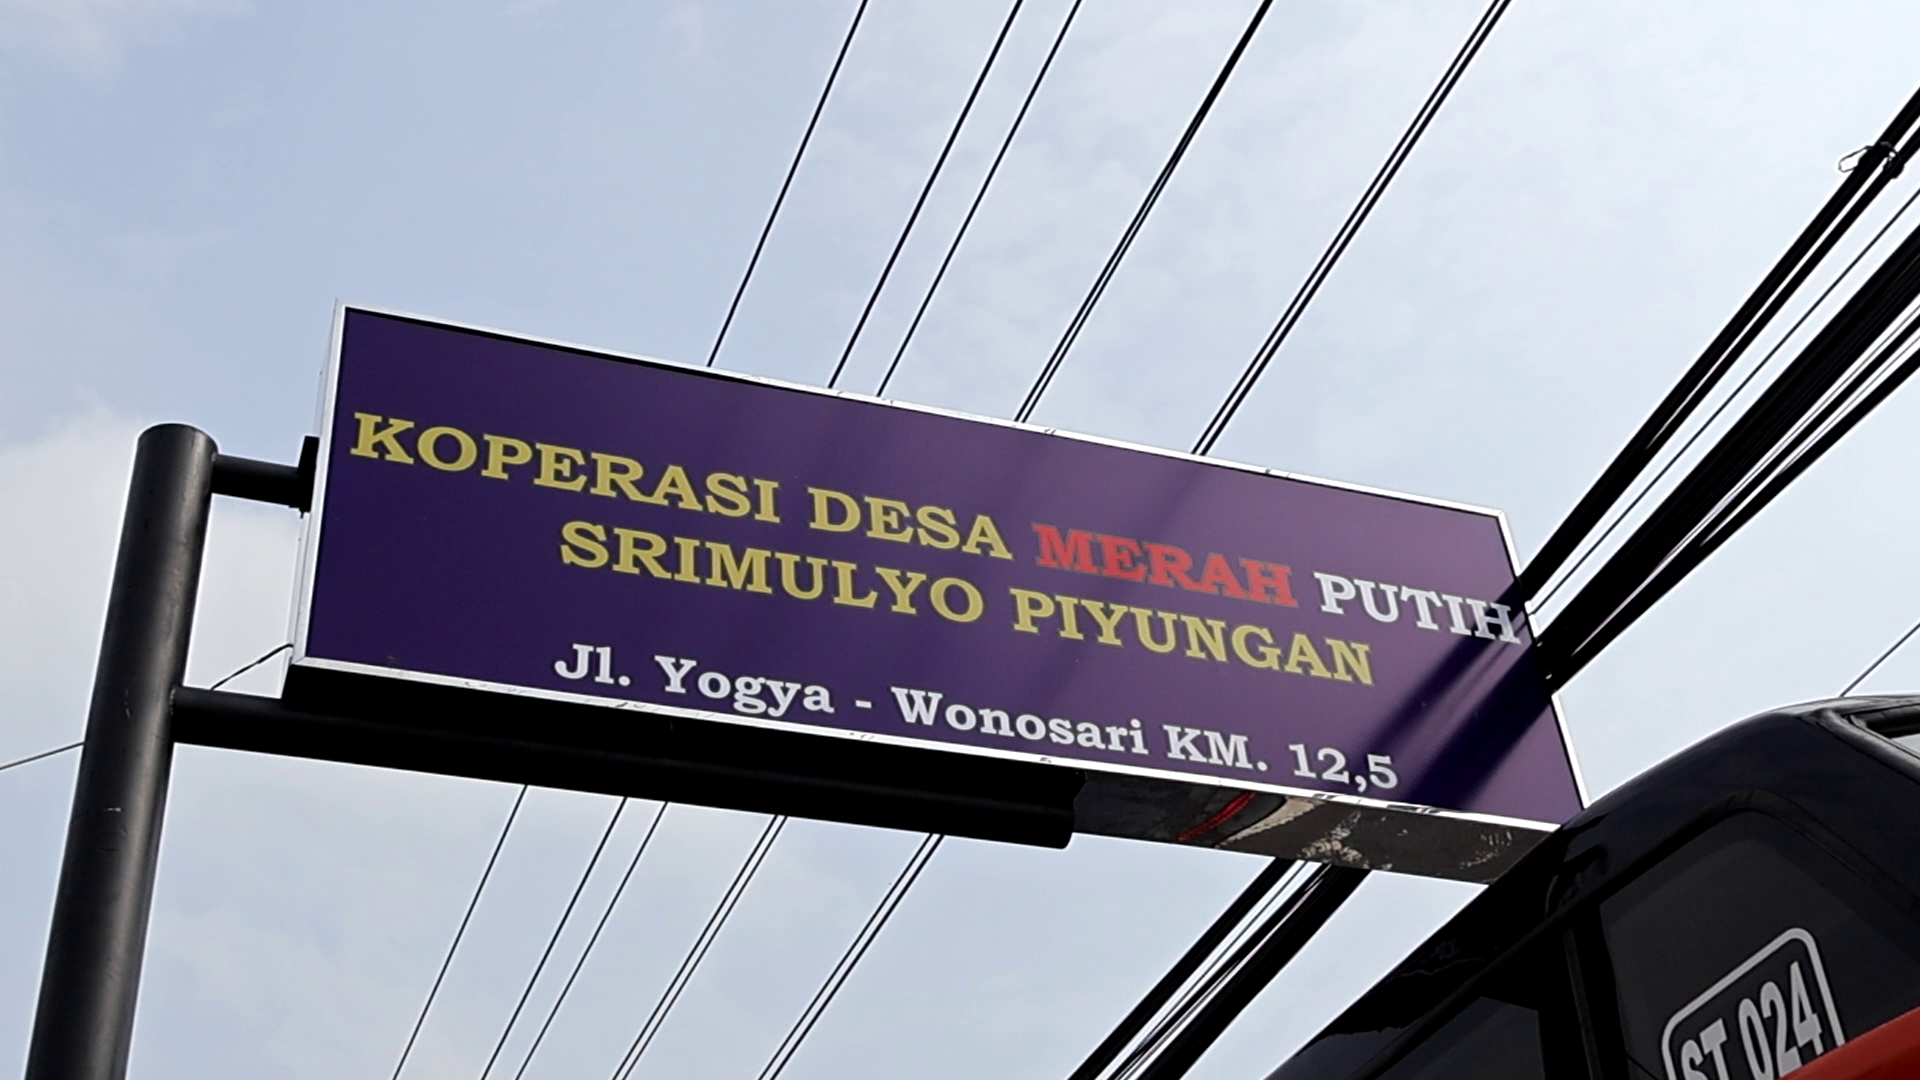 KOPERASI DESA MERAH PUTIH
SRIMULYO PIYUNGAN
Jl. Yogya - Wonosari KM. 12,5
ST 024